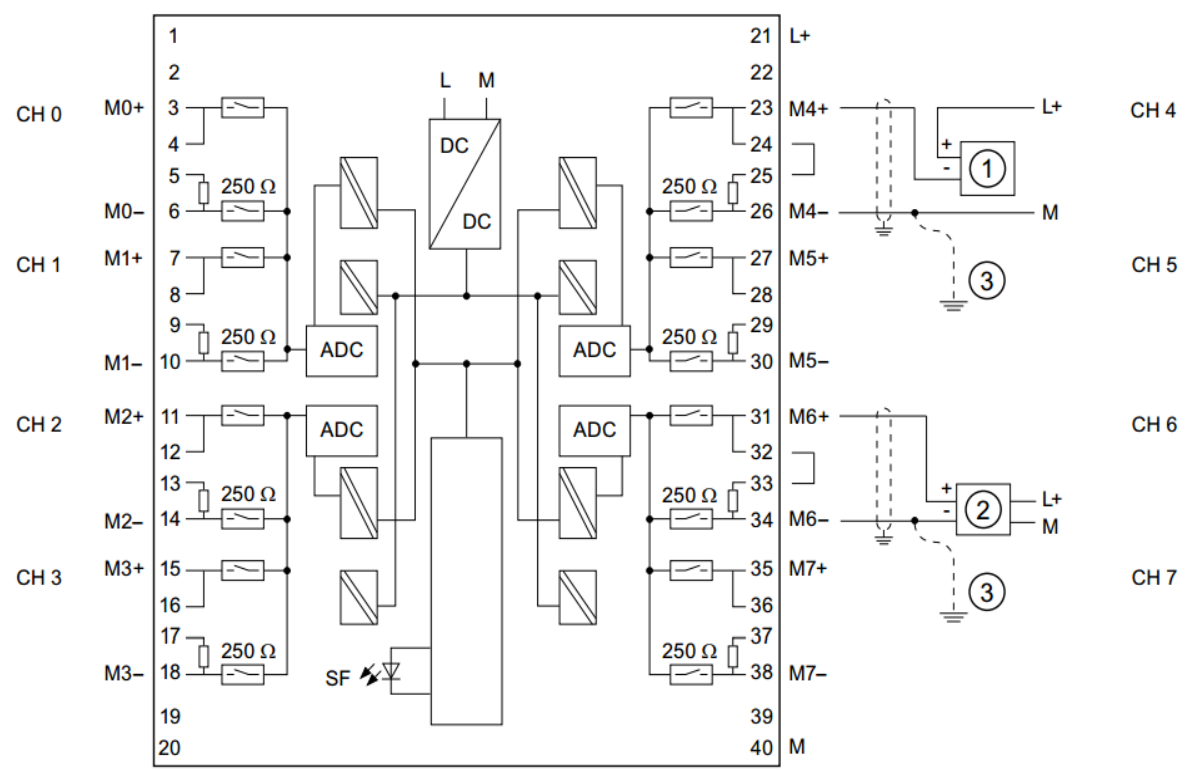 1 21 L+
2 L M 22
CH 0 M0+ 3 23 M4+ L+ CH 4
4 DC 24 +
5 250 Ω 250 Ω 25 - 1
M0– 6 DC 26 M4– M
CH 1 M1+ 7 27 M5+ CH 5
8 28 3
9 250 Ω ADC ADC 250 Ω 29
M1– 10 30 M5–
CH 2 M2+ 11 ADC ADC 31 M6+ CH 6
12 32
13 250 Ω 250 Ω 33 + L+
M2– 14 34 M6– - 2 M
CH 3 M3+ 15 35 M7+ CH 7
16 36 3
17 250 Ω 250 Ω 37
M3– 18 SF 38 M7–
19 39
20 40 M